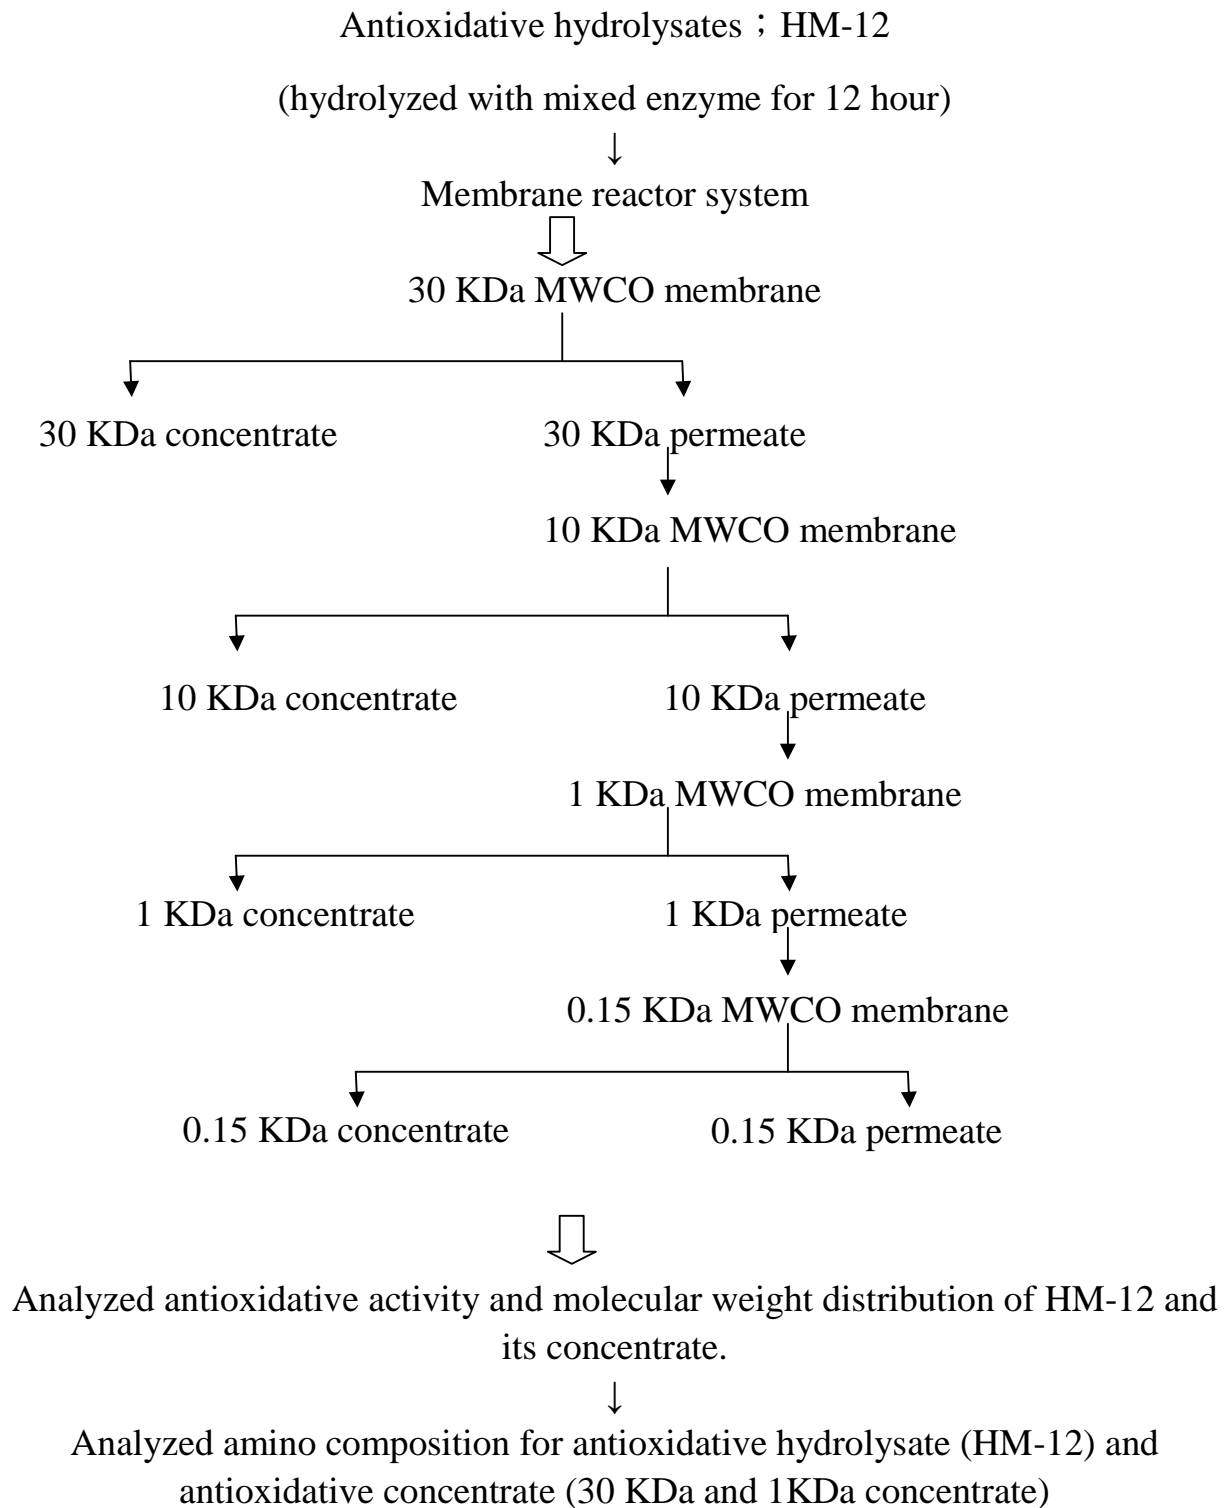 Antioxidative hydrolysates；HM-12
(hydrolyzed with mixed enzyme for 12 hour)
↓
Membrane reactor system
30 KDa MWCO membrane
30 KDa concentrate
30 KDa permeate
10 KDa MWCO membrane
10 KDa concentrate
10 KDa permeate
1 KDa MWCO membrane
1 KDa concentrate
1 KDa permeate
0.15 KDa MWCO membrane
0.15 KDa concentrate
0.15 KDa permeate
Analyzed antioxidative activity and molecular weight distribution of HM-12 and
its concentrate.
↓
Analyzed amino composition for antioxidative hydrolysate (HM-12) and
antioxidative concentrate (30 KDa and 1KDa concentrate)